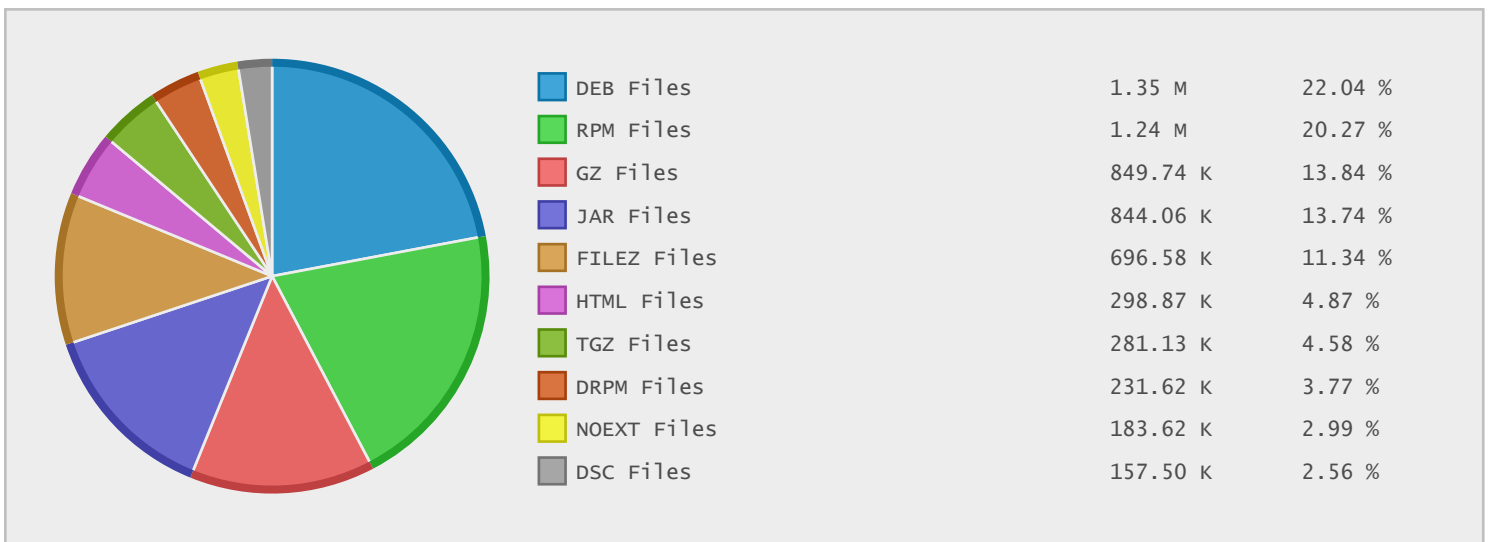 DEB Files 1.35 M 22.04 %
RPM Files 1.24 M 20.27 %
GZ Files 849.74 K 13.84 %
JAR Files 844.06 K 13.74 %
FILEZ Files 696.58 K 11.34 %
HTML Files 298.87 K 4.87 %
TGZ Files 281.13 K 4.58 %
DRPM Files 231.62 K 3.77 %
NOEXT Files 183.62 K 2.99 %
DSC Files 157.50 K 2.56 %